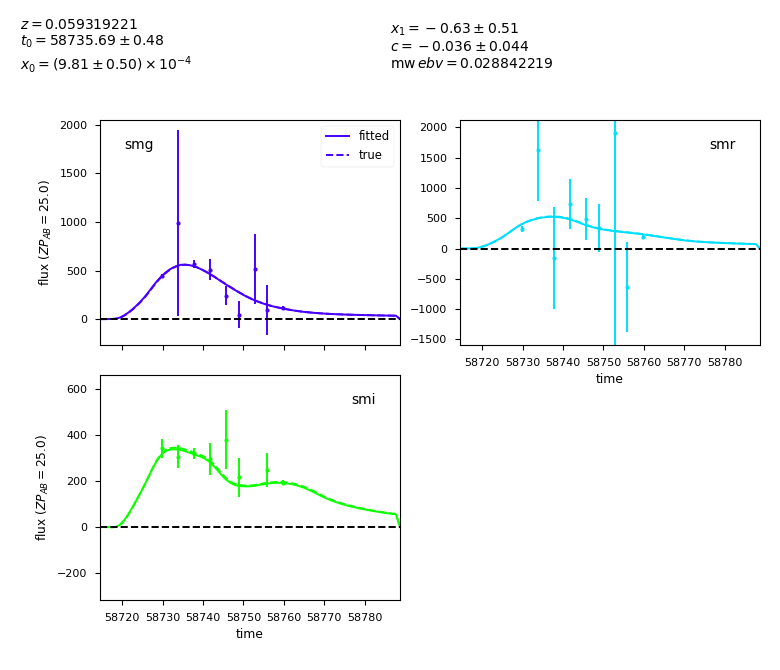 z = 0.059319221
t₀ = 58735.69 ± 0.48
x₀ = (9.81 ± 0.50) × 10⁻⁴
x₁ = −0.63 ± 0.51
c = −0.036 ± 0.044
mw ebv = 0.028842219
smg
fitted
true
2000
1500
1000
500
0
flux (ZP_AB = 25.0)
smr
2000
1500
1000
500
0
−500
−1000
−1500
58720 58730 58740 58750 58760 58770 58780
time
smi
600
400
200
0
−200
flux (ZP_AB = 25.0)
58720 58730 58740 58750 58760 58770 58780
time